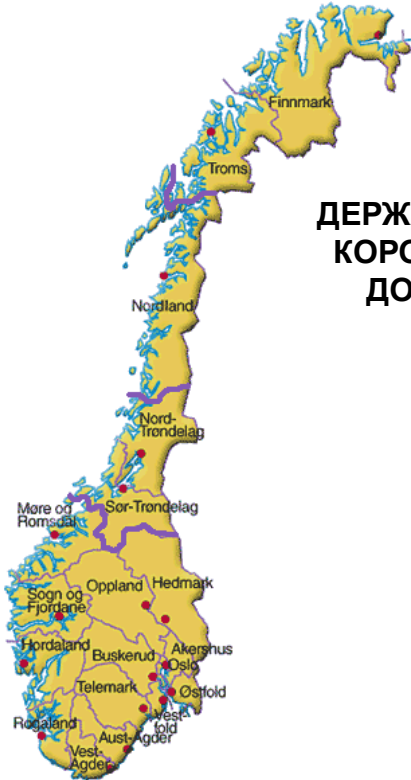 Finnmark
Troms
ДЕРЖ
КОРО
ДО
Nordland
Nord-
Trøndelag
Sør-Trøndelag
Møre og
Romsdal
Oppland
Hedmark
Sogn og
Fjordane
Hordaland
Buskerud
Akershus
Oslo
Telemark
Østfold
Vest-
fold
Rogaland
Aust-Agder
Vest-
Agder